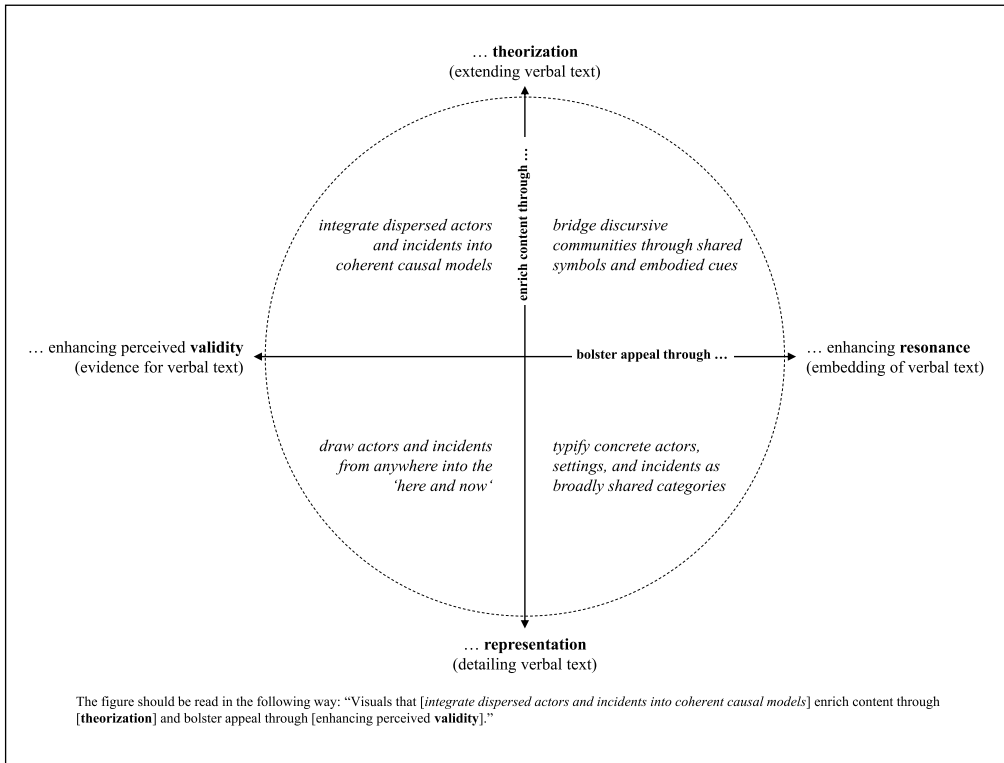 … theorization
(extending verbal text)
enrich content through …
integrate dispersed actors
and incidents into
coherent causal models
bridge discursive
communities through shared
symbols and embodied cues
… enhancing perceived validity
(evidence for verbal text)
bolster appeal through …
… enhancing resonance
(embedding of verbal text)
draw actors and incidents
from anywhere into the
‘here and now‘
typify concrete actors,
settings, and incidents as
broadly shared categories
… representation
(detailing verbal text)
The figure should be read in the following way: “Visuals that [integrate dispersed actors and incidents into coherent causal models] enrich content through
[theorization] and bolster appeal through [enhancing perceived validity].”